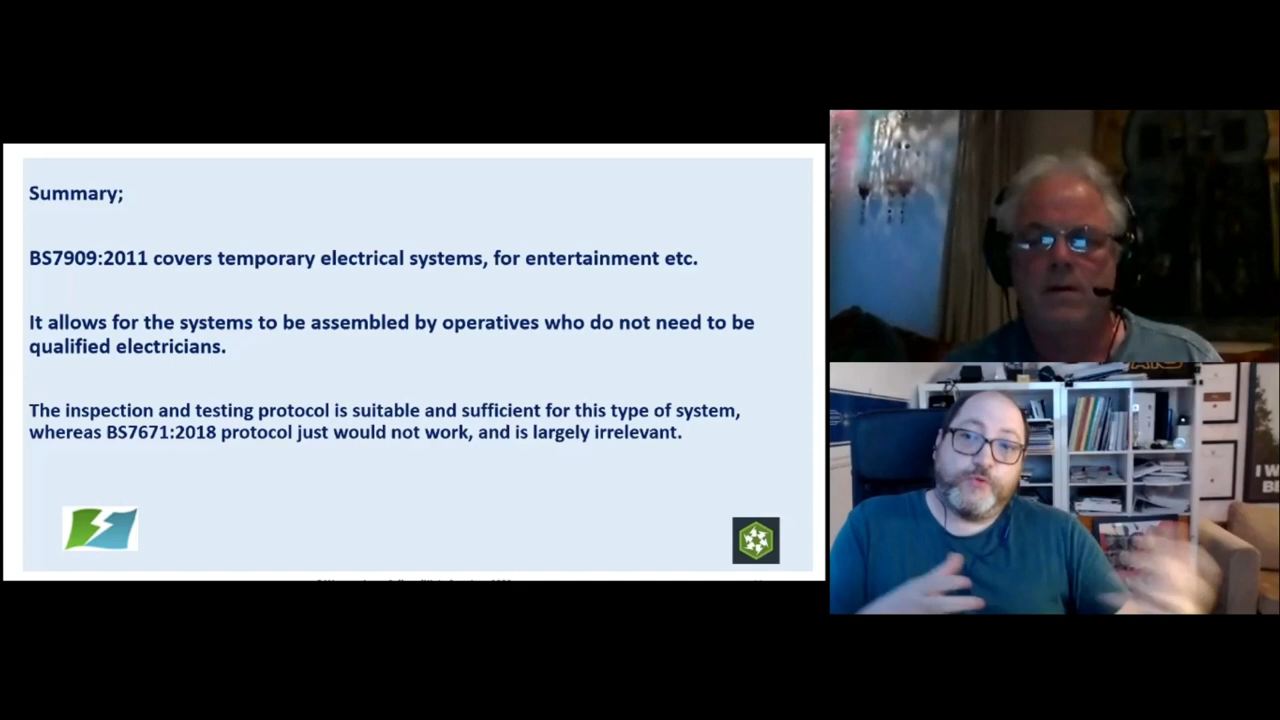 Summary;
BS7909:2011 covers temporary electrical systems, for entertainment etc.
It allows for the systems to be assembled by operatives who do not need to be
qualified electricians.
The inspection and testing protocol is suitable and sufficient for this type of system,
whereas BS7671:2018 protocol just would not work, and is largely irrelevant.